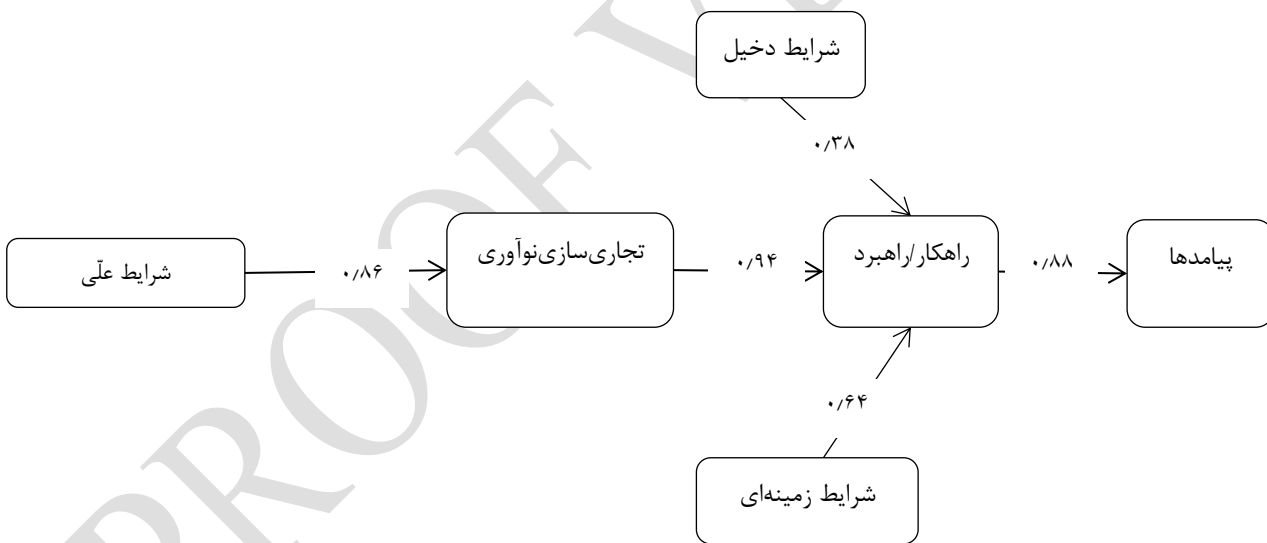 شرایط دخیل
۰/۳۸
شرایط علّی
۰/۸۶
تجاری‌سازی‌نوآوری
۰/۹۴
راهکار/راهبرد
۰/۸۸
پیامدها
۰/۶۴
شرایط زمینه‌ای
PROOF